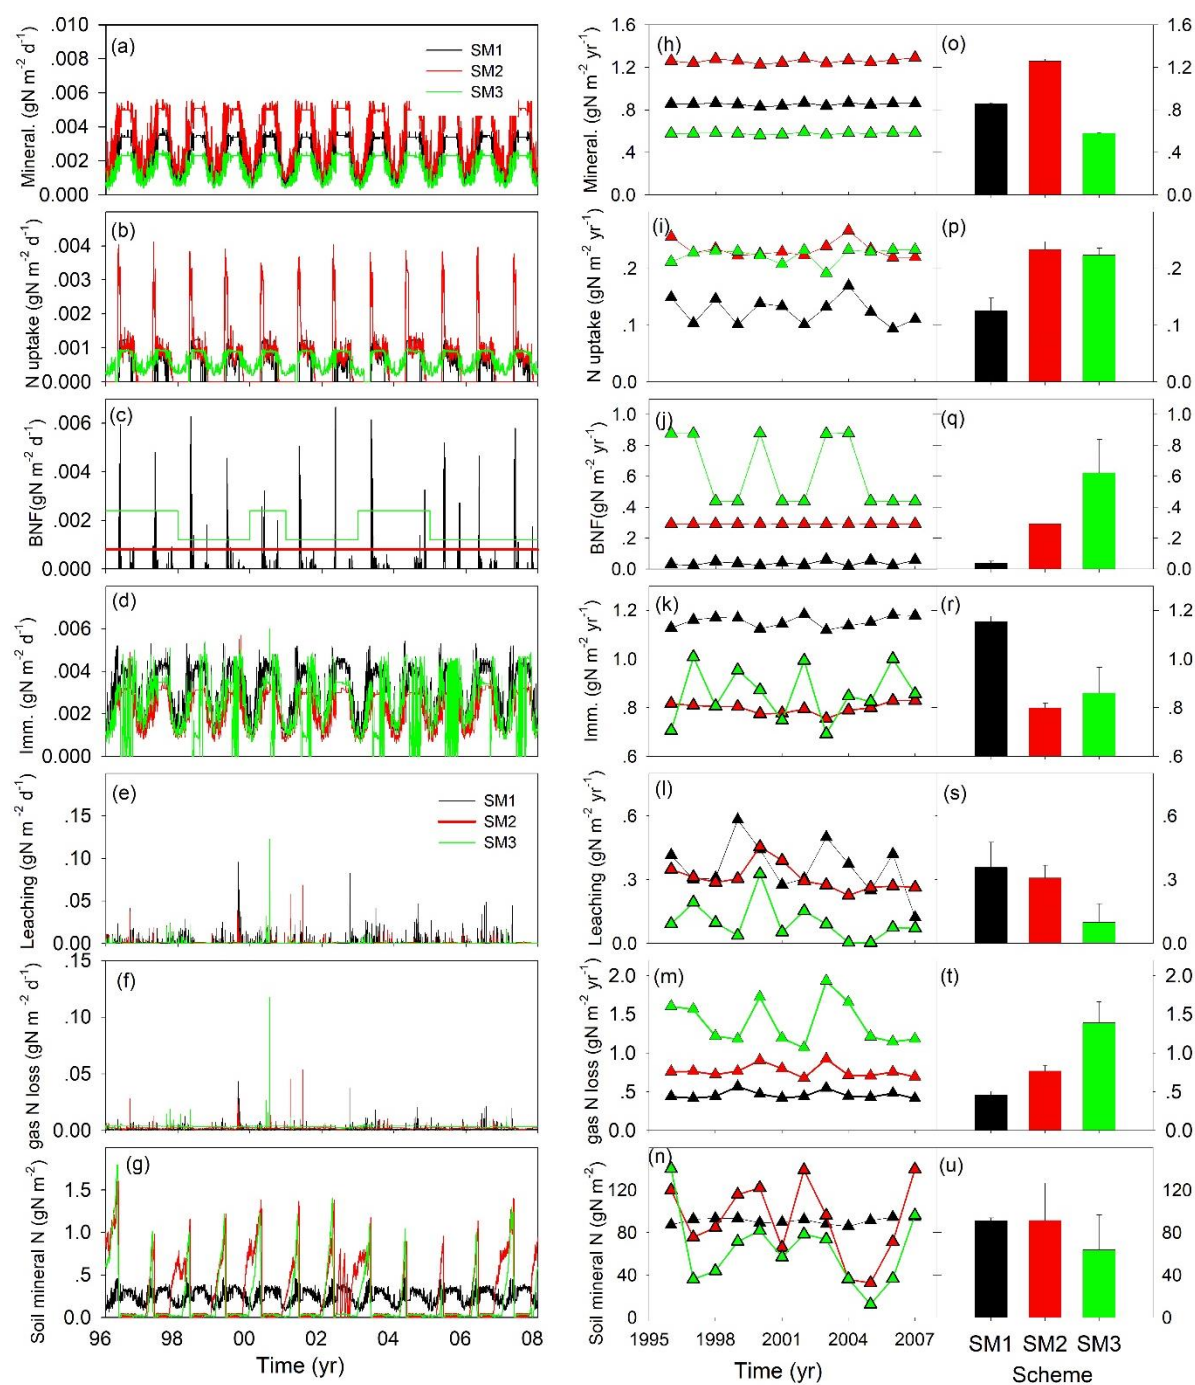 Mineral. (gN m-2 d-1)
.010
.008
.006
.004
.002
0.000
(a)
SM1
SM2
SM3
Mineral. (gN m-2 yr-1)
1.6
1.2
.8
.4
0.0
(h)
(o)
1.6
1.2
.8
.4
0.0
N uptake (gN m-2 d-1)
.004
.003
.002
.001
0.000
(b)
N uptake (gN m-2 yr-1)
.2
.1
0.0
(i)
(p)
.2
.1
0.0
BNF(gN m-2 d-1)
.006
.004
.002
0.000
(c)
BNF(gN m-2 yr-1)
1.0
.8
.6
.4
.2
0.0
(j)
(q)
1.0
.8
.6
.4
.2
0.0
Imm. (gN m-2 d-1)
.006
.004
.002
0.000
(d)
Imm. (gN m-2 yr-1)
1.2
1.0
.8
.6
(k)
(r)
1.2
1.0
.8
.6
Leaching (gN m-2 d-1)
.15
.10
.05
0.00
(e)
SM1
SM2
SM3
Leaching (gN m-2 yr-1)
.6
.3
0.0
(l)
(s)
.6
.3
0.0
gas N loss (gN m-2 d-1)
.15
.10
.05
0.00
(f)
gas N loss (gN m-2 yr-1)
2.0
1.5
1.0
.5
0.0
(m)
(t)
2.0
1.5
1.0
.5
0.0
Soil mineral N (gN m-2)
1.5
1.0
.5
0.0
(g)
Soil mineral N (gN m-2)
120
80
40
0
(n)
(u)
120
80
40
0
96 98 00 02 04 06 08
Time (yr)
1995 1998 2001 2004 2007
Time (yr)
SM1 SM2 SM3
Scheme